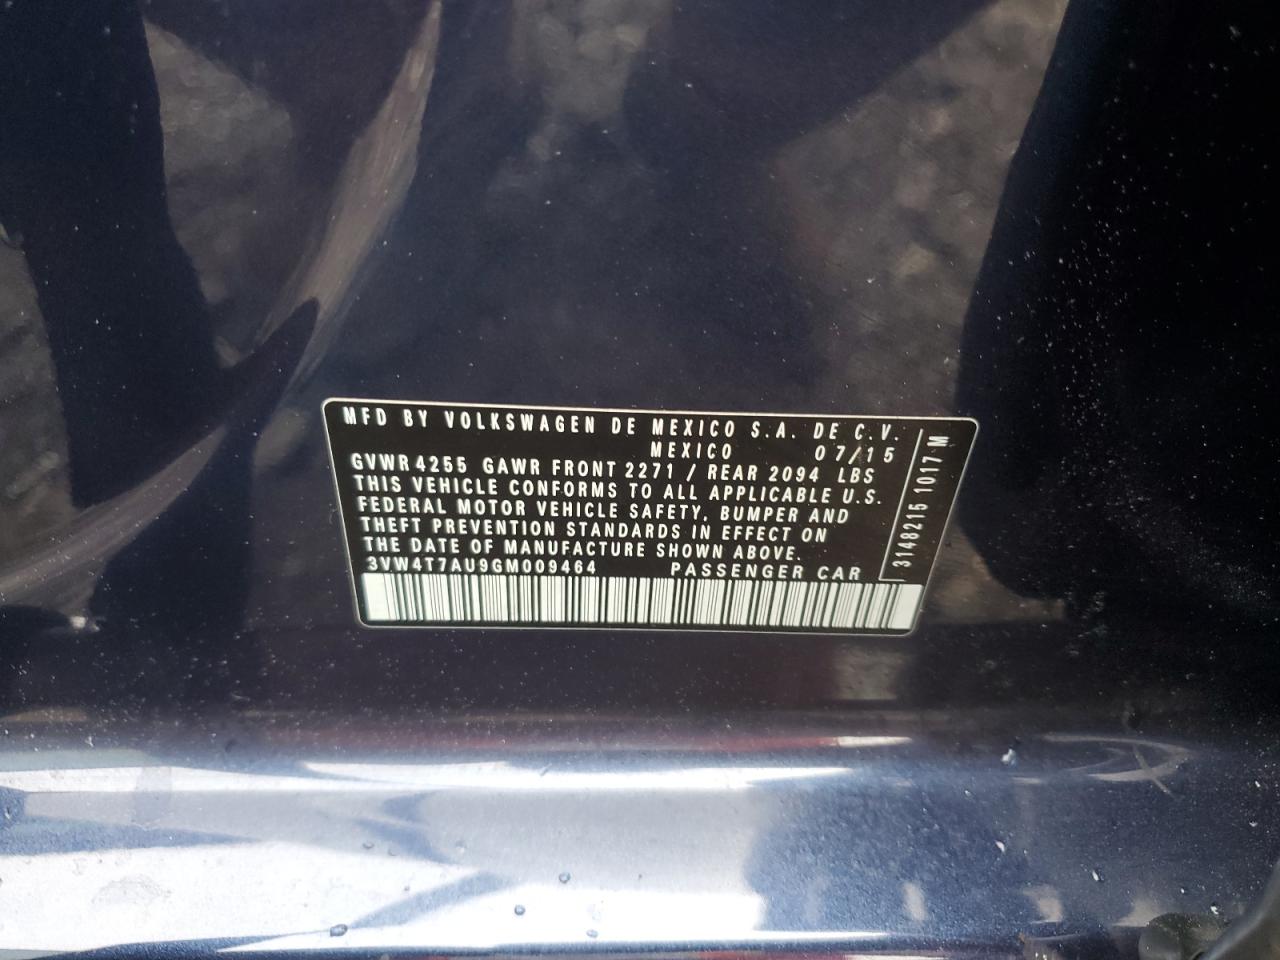 MFD BY VOLKSWAGEN DE MEXICO S.A. DE C.V.
MEXICO 07/15
GVWR 4255 GAWR FRONT 2271 / REAR 2094 LBS
THIS VEHICLE CONFORMS TO ALL APPLICABLE U.S.
FEDERAL MOTOR VEHICLE SAFETY, BUMPER AND
THEFT PREVENTION STANDARDS IN EFFECT ON
THE DATE OF MANUFACTURE SHOWN ABOVE.
3VW4T7AU9GM009464 PASSENGER CAR
3148215 1017 M